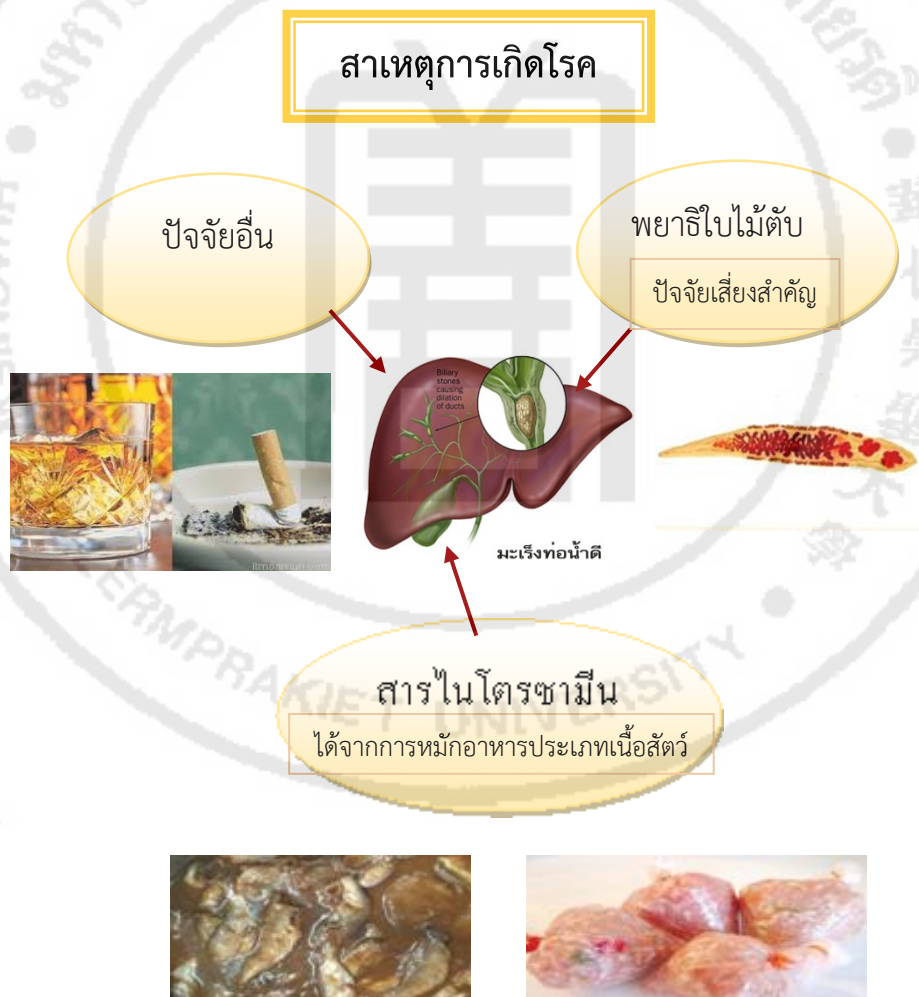 สาเหตุการเกิดโรค
ปัจจัยอื่น
พยาธิใบไม้ตับ
ปัจจัยเสี่ยงสำคัญ
Biliary
stones
causing
dilation
of ducts
มะเร็งท่อน้ำดี
สารไนโตรซามีน
ได้จากการหมักอาหารประเภทเนื้อสัตว์
ERMPRAKIET UNIVERSITY